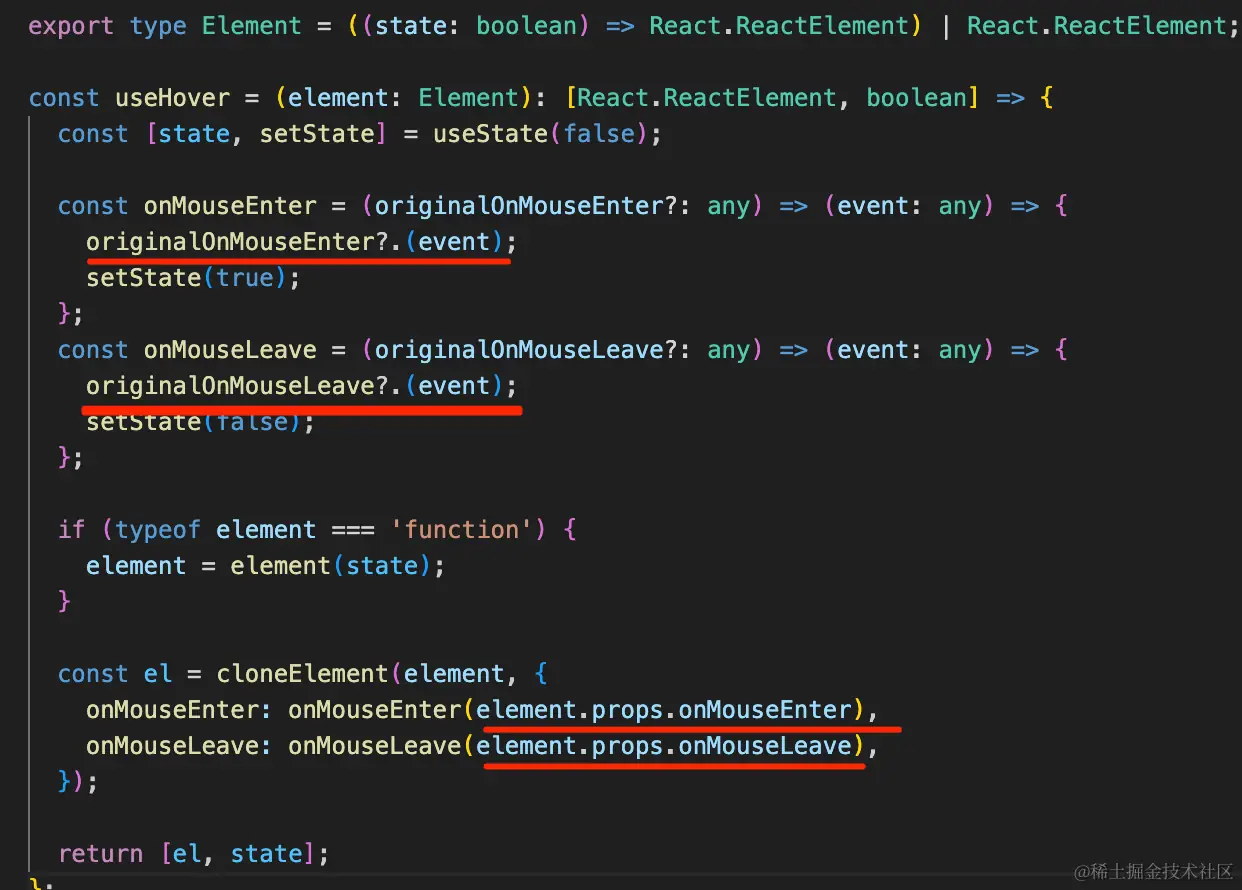 export type Element = ((state: boolean) => React.ReactElement) | React.ReactElement;
const useHover = (element: Element): [React.ReactElement, boolean] => {
const [state, setState] = useState(false);
const onMouseEnter = (originalOnMouseEnter?: any) => (event: any) => {
originalOnMouseEnter?.(event);
setState(true);
};
const onMouseLeave = (originalOnMouseLeave?: any) => (event: any) => {
originalOnMouseLeave?.(event);
setState(false);
};
if (typeof element === 'function') {
element = element(state);
}
const el = cloneElement(element, {
onMouseEnter: onMouseEnter(element.props.onMouseEnter),
onMouseLeave: onMouseLeave(element.props.onMouseLeave),
});
return [el, state];
};
@稀土掘金技术社区